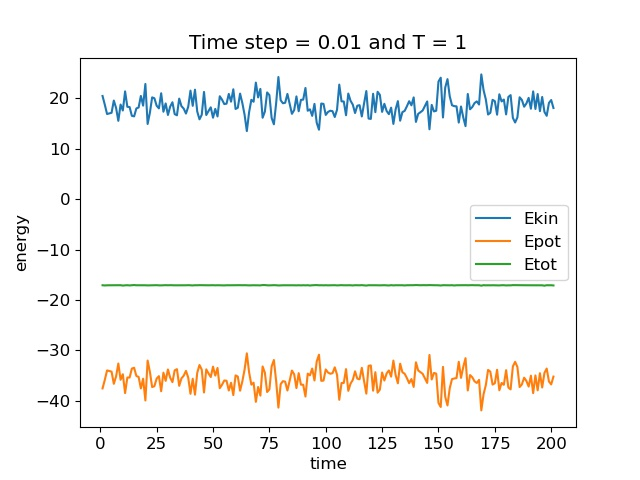 Time step = 0.01 and T = 1
energy
20
10
0
−10
−20
−30
−40
Ekin
Epot
Etot
0 25 50 75 100 125 150 175 200
time